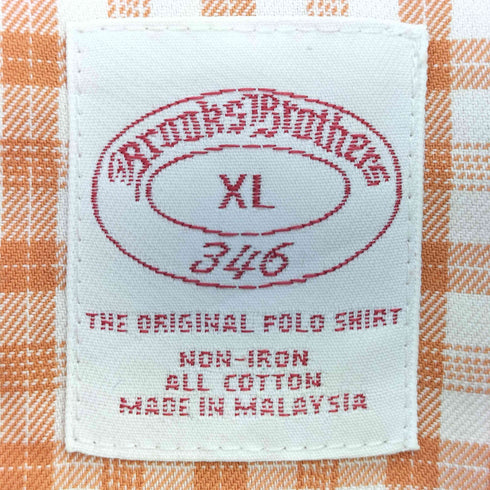 Brooks Brothers
XL
346
THE ORIGINAL POLO SHIRT
NON-IRON
ALL COTTON
MADE IN MALAYSIA